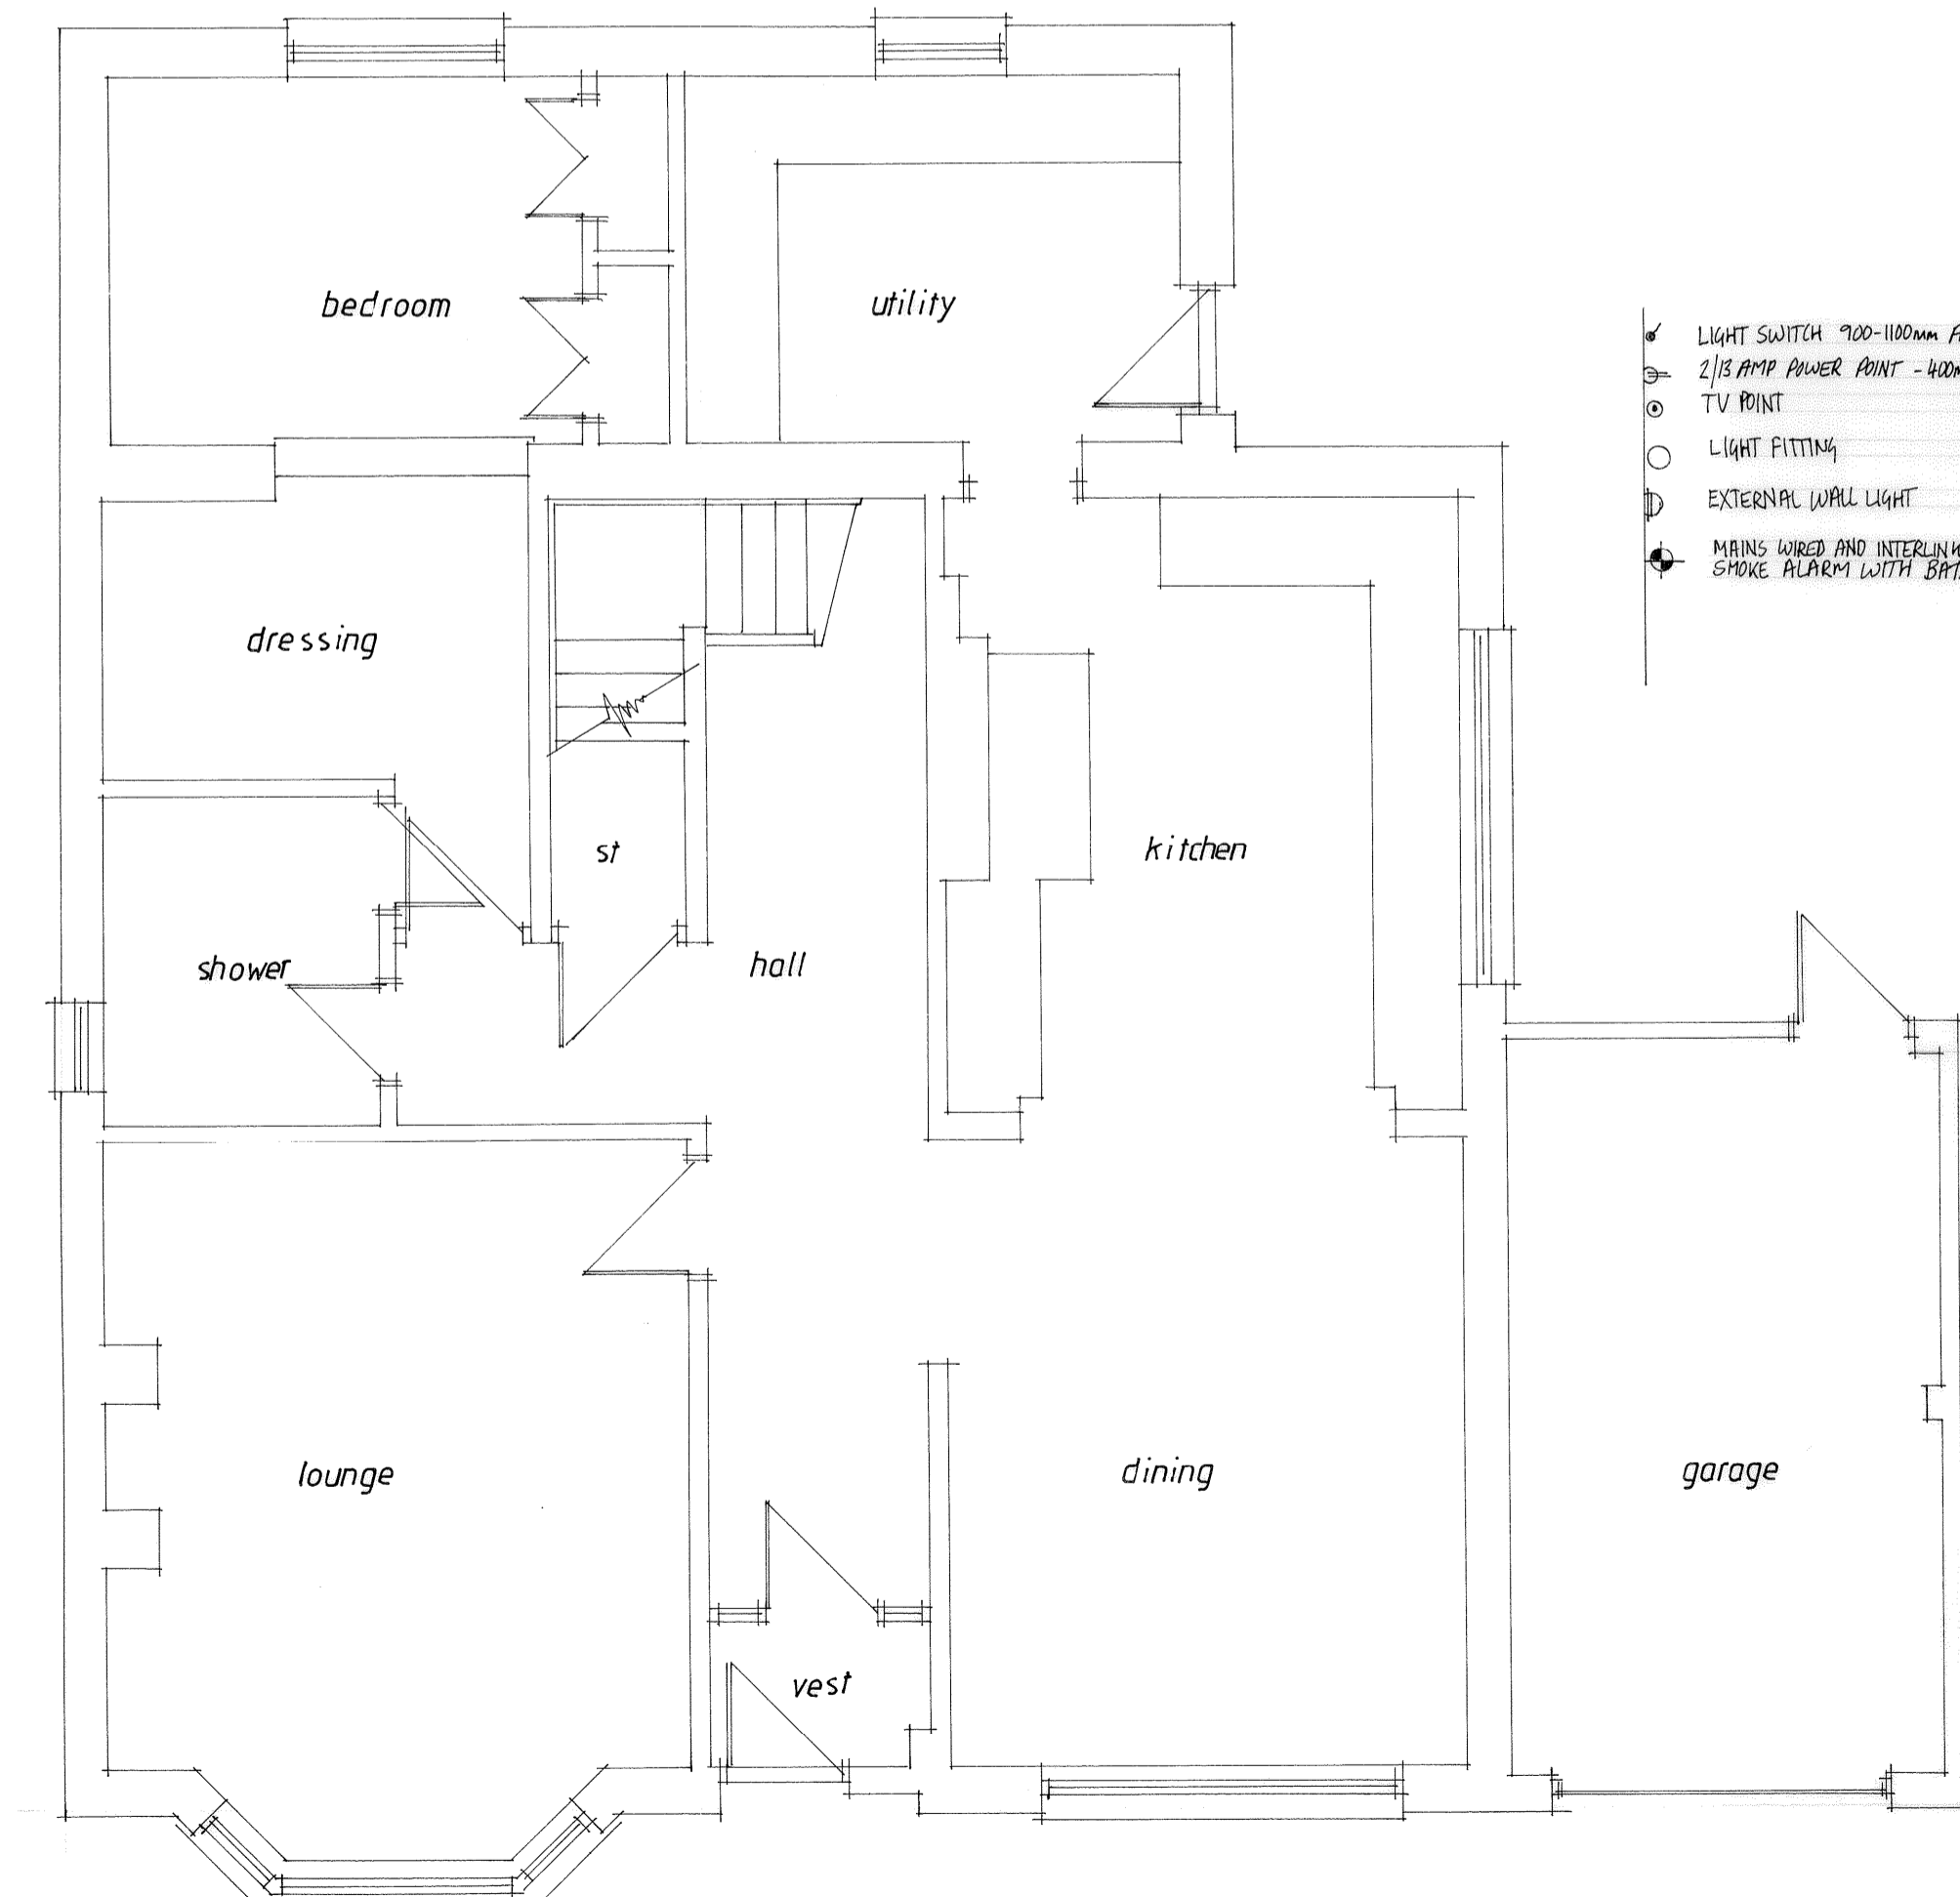 bedroom
utility
LIGHT SWITCH 900-1100mm
2/13 AMP POWER POINT -
TV POINT
LIGHT FITTING
EXTERNAL WALL LIGHT
MAINS WIRED AND
SMOKE ALARM WITH
dressing
st
kitchen
shower
hall
lounge
dining
garage
vest